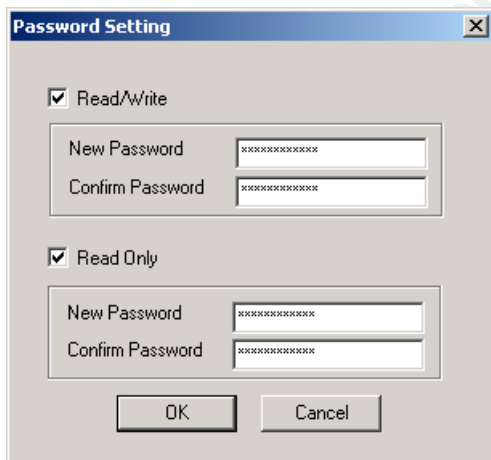 Password Setting
Read/Write
New Password ************
Confirm Password ************
Read Only
New Password ************
Confirm Password ************
OK Cancel